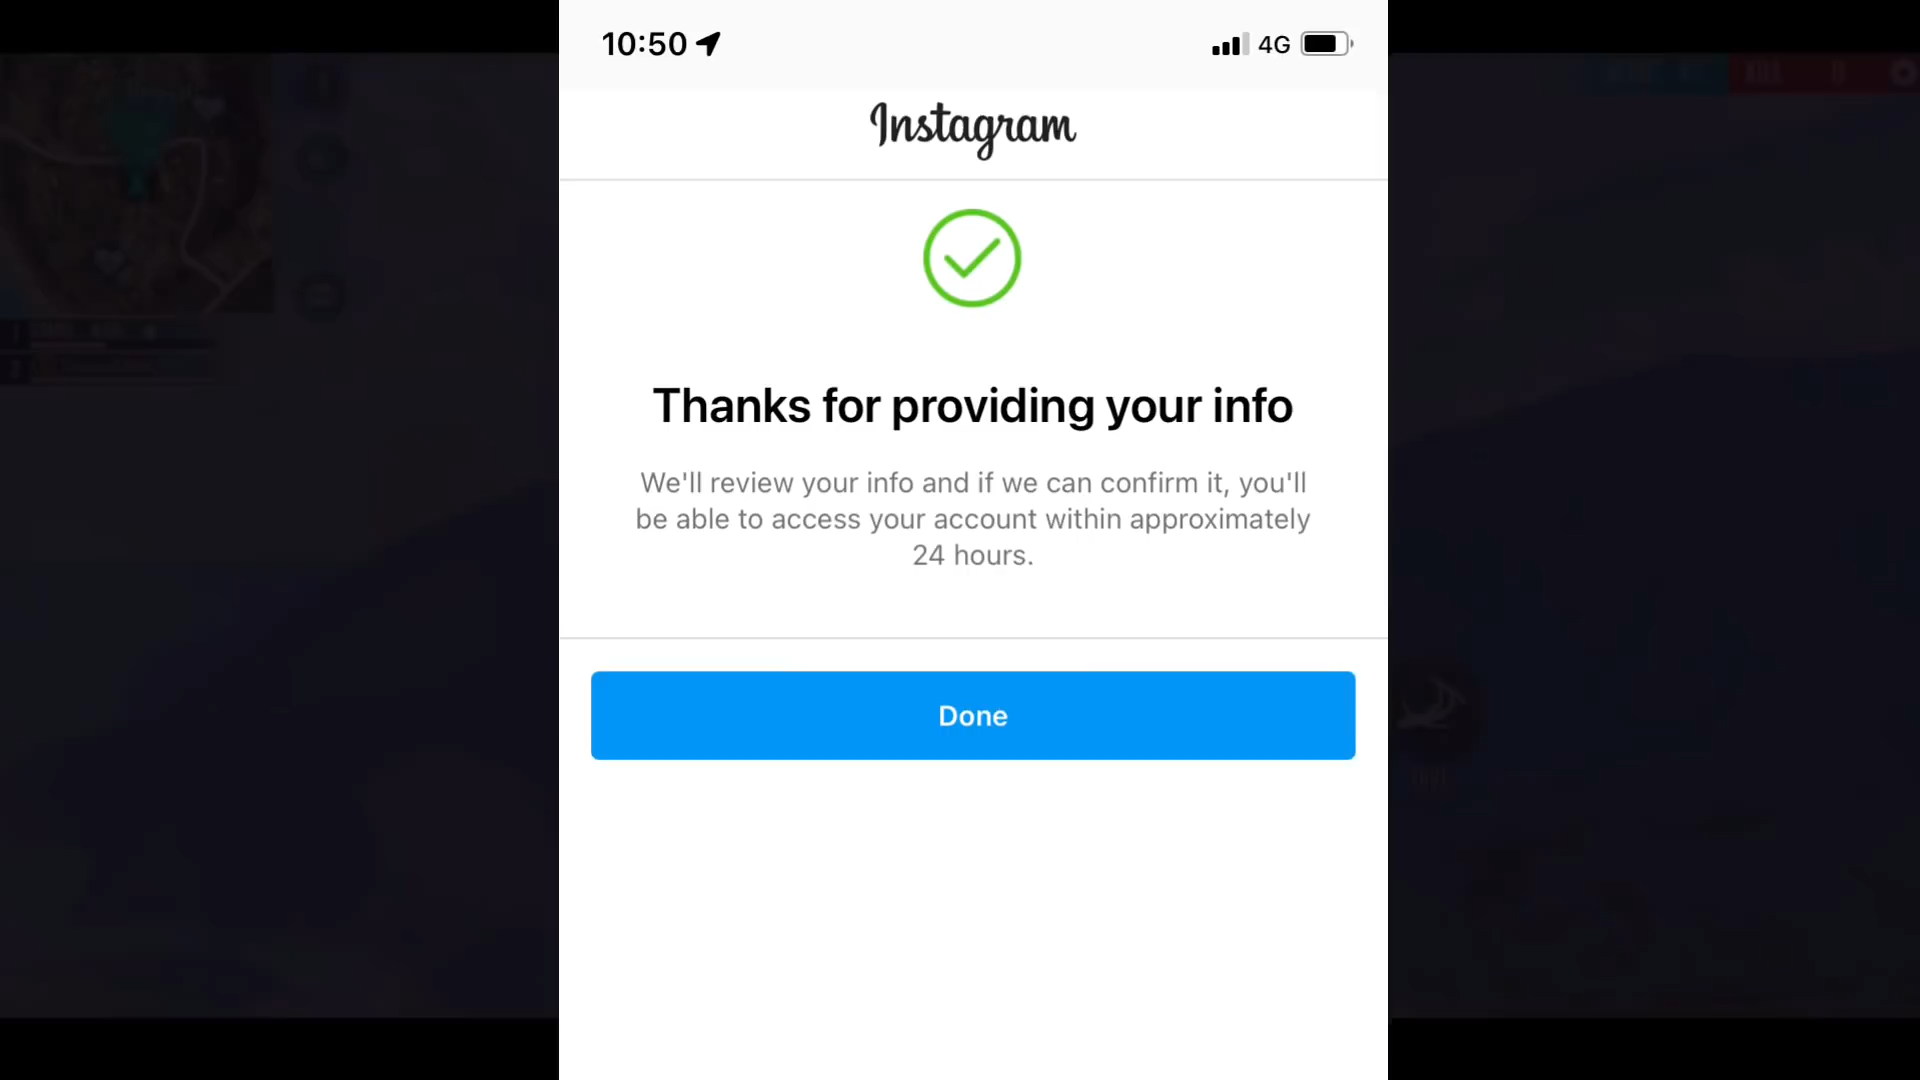 10:50
4G
Instagram
Thanks for providing your info
We'll review your info and if we can confirm it, you'll
be able to access your account within approximately
24 hours.
Done